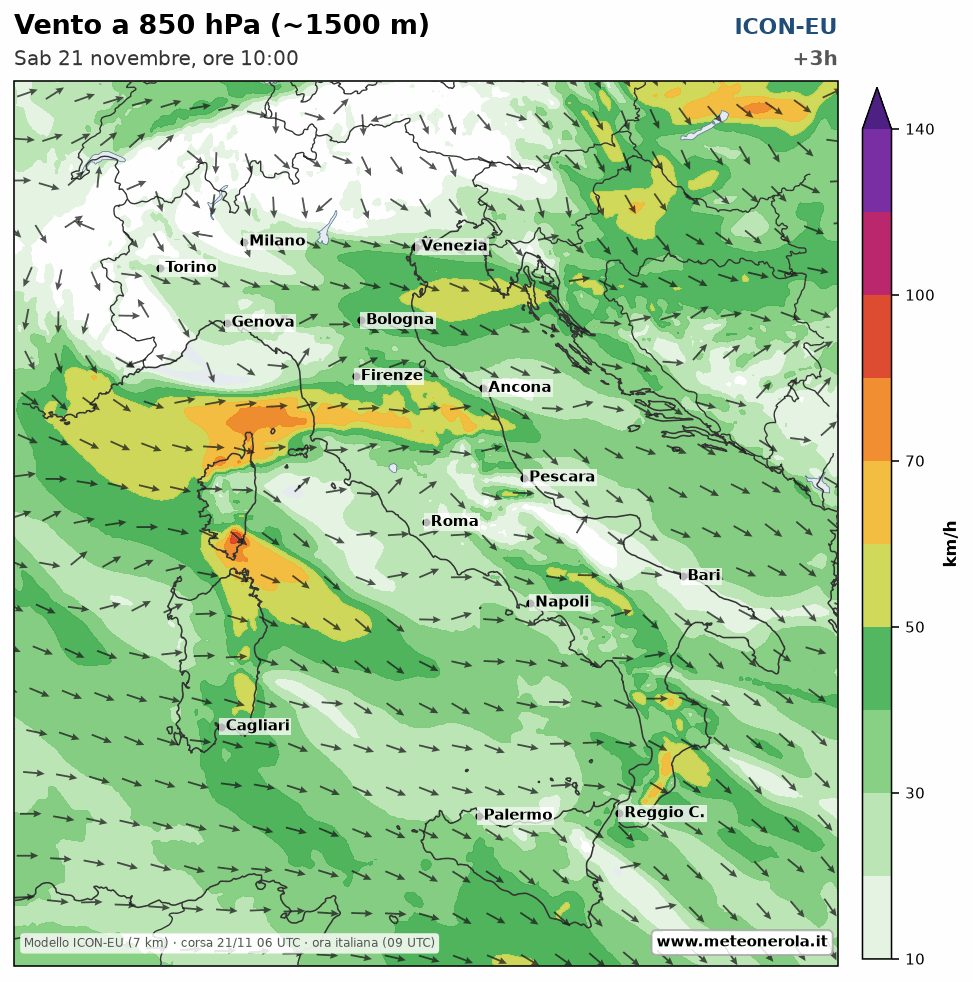 Vento a 850 hPa (~1500 m)
ICON-EU
Sab 21 novembre, ore 10:00
+3h
140
Milano
Venezia
Torino
100
Genova
Bologna
Firenze
Ancona
70
Pescara
Roma
km/h
Bari
Napoli
50
Cagliari
30
Palermo
Reggio C.
Modello ICON-EU (7 km) · corsa 21/11 06 UTC · ora italiana (09 UTC)
www.meteonerola.it
10